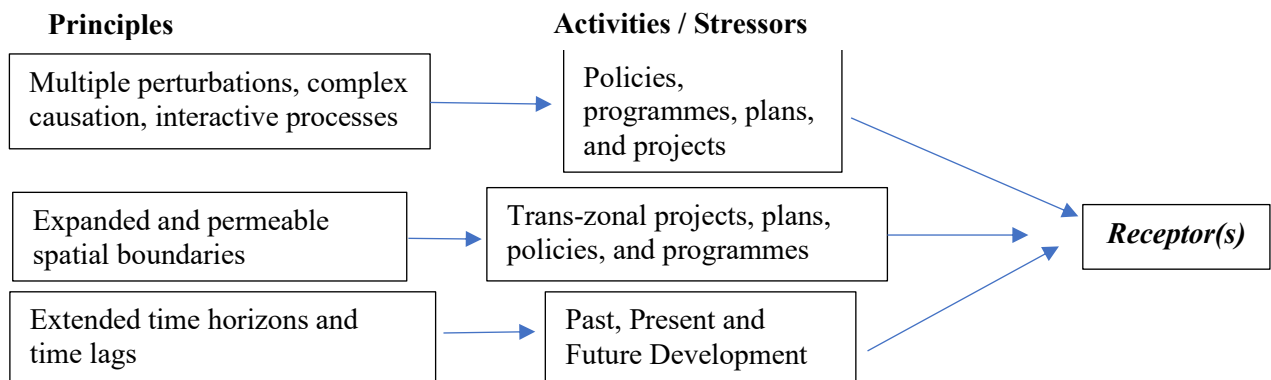 Principles
Activities / Stressors
Multiple perturbations, complex
causation, interactive processes
Policies,
programmes, plans,
and projects
Expanded and permeable
spatial boundaries
Trans-zonal projects, plans,
policies, and programmes
Receptor(s)
Extended time horizons and
time lags
Past, Present and
Future Development